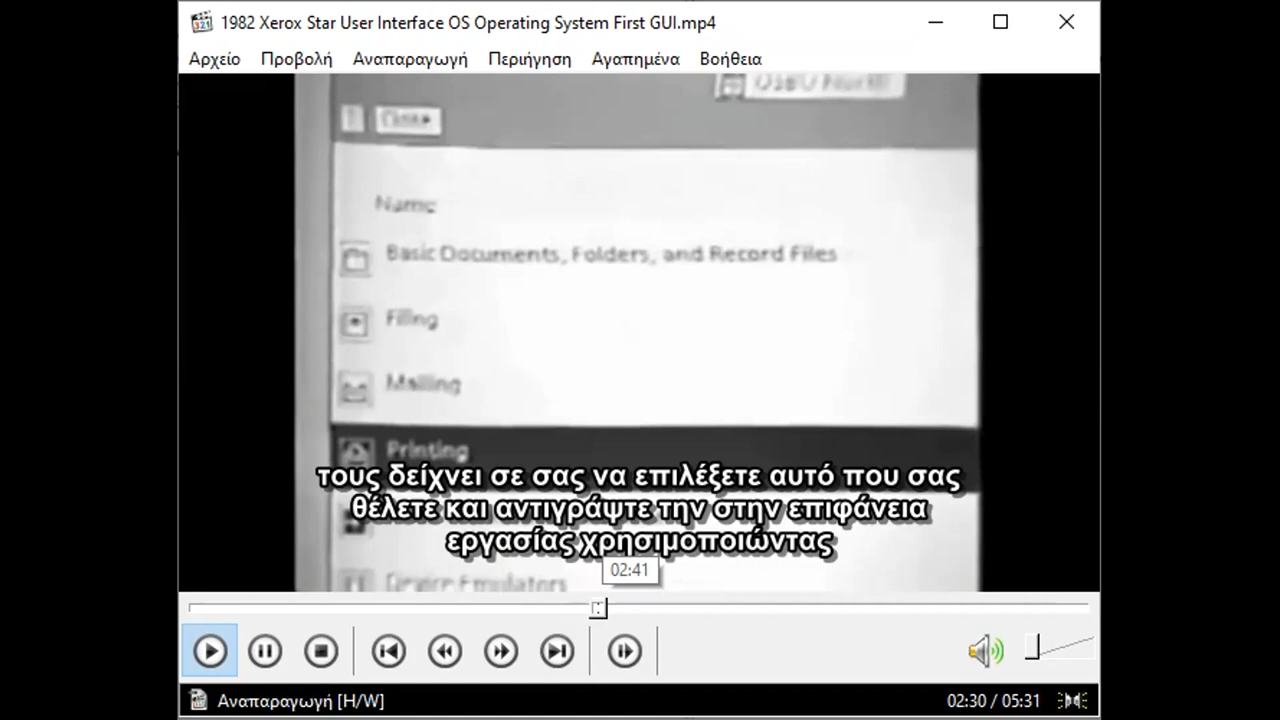 1982 Xerox Star User Interface OS Operating System First GUI.mp4
Αρχείο Προβολή Αναπαραγωγή Περιήγηση Αγαπημένα Βοήθεια
Close
Name
Basic Documents, Folders, and Record Files
Filing
Mailing
Printing
τους δείχνει σε σας να επιλέξετε αυτό που σας
θέλετε και αντιγράψτε την στην επιφάνεια
εργασίας χρησιμοποιώντας
02:41
Device Emulators
Αναπαραγωγή [H/W] 02:30 / 05:31